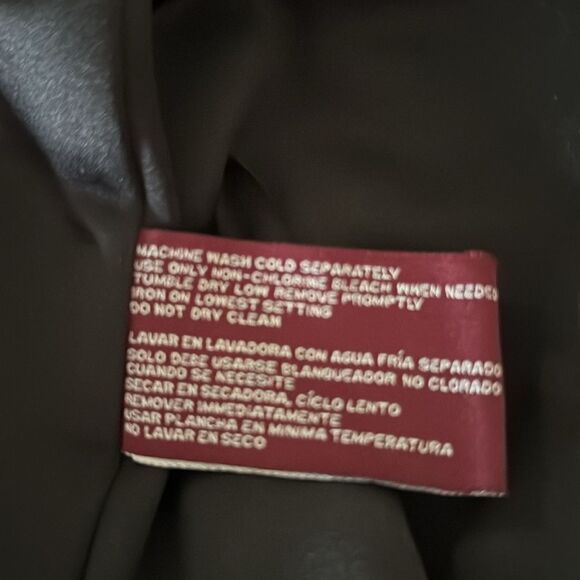 MACHINE WASH COLD SEPARATELY
USE ONLY NON-CHLORINE BLEACH WHEN NEEDED
TUMBLE DRY LOW REMOVE PROMPTLY
IRON ON LOWEST SETTING
DO NOT DRY CLEAN
LAVAR EN LAVADORA CON AGUA FRÍA SEPARADO
SOLO DEBE USARSE BLANQUEADOR NO CLORADO
CUANDO SE NECESITE
SECAR EN SECADORA, CÍCLO LENTO
REMOVER IMMEDIATAMENTE
USAR PLANCHA EN MINIMA TEMPERATURA
NO LAVAR EN SECO